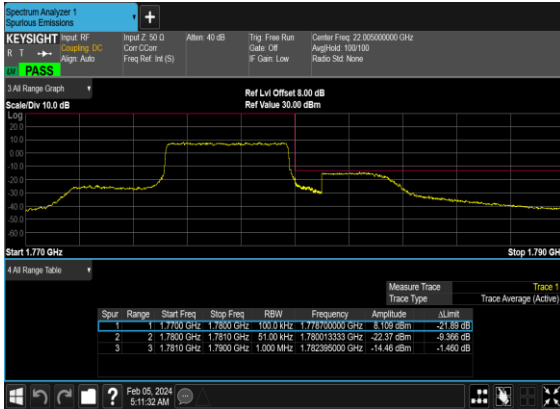 Spectrum Analyzer 1
Spurious Emissions
+
KEYSIGHT
R T
Input: RF
Coupling: DC
Align: Auto
Input Z: 50 Ω
Corr CCorr
Freq Ref: Int (S)
Atten: 40 dB
Trig: Free Run
Gate: Off
IF Gain: Low
Center Freq: 22.005000000 GHz
Avg|Hold: 100/100
Radio Std: None
PASS
3 All Range Graph
Scale/Div 10.0 dB
Ref Lvl Offset 8.00 dB
Ref Value 30.00 dBm
Log
20.0
10.0
0.00
-10.0
-20.0
-30.0
-40.0
-50.0
-60.0
Start 1.770 GHz
Stop 1.790 GH
4 All Range Table
Measure Trace Trace 1
Trace Type Trace Average (Active)
Spur Range Start Freq Stop Freq RBW Frequency Amplitude ΔLimit
1 1 1.7700 GHz 1.7800 GHz 100.0 kHz 1.778700000 GHz 8.109 dBm -21.89 dB
2 2 1.7800 GHz 1.7810 GHz 51.00 kHz 1.780013333 GHz -22.37 dBm -9.366 dB
3 3 1.7810 GHz 1.7900 GHz 1.000 MHz 1.782395000 GHz -14.46 dBm -1.460 dB
?
Feb 05, 2024
5:11:32 AM